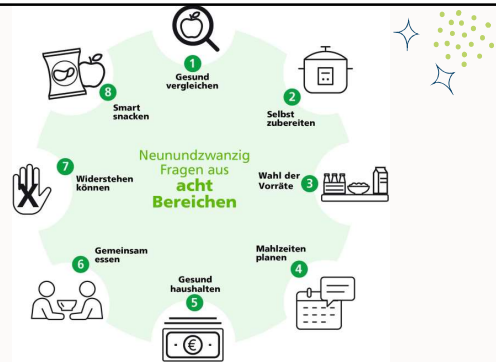 Neunundzwanzig
Fragen aus
acht
Bereichen
1
Gesund
vergleichen
2
Selbst
zubereiten
Wahl der
Vorräte
3
Mahlzeiten
planen
4
Gesund
haushalten
5
€
Gemeinsam
essen
6
7
Widerstehen
können
X
8
Smart
snacken